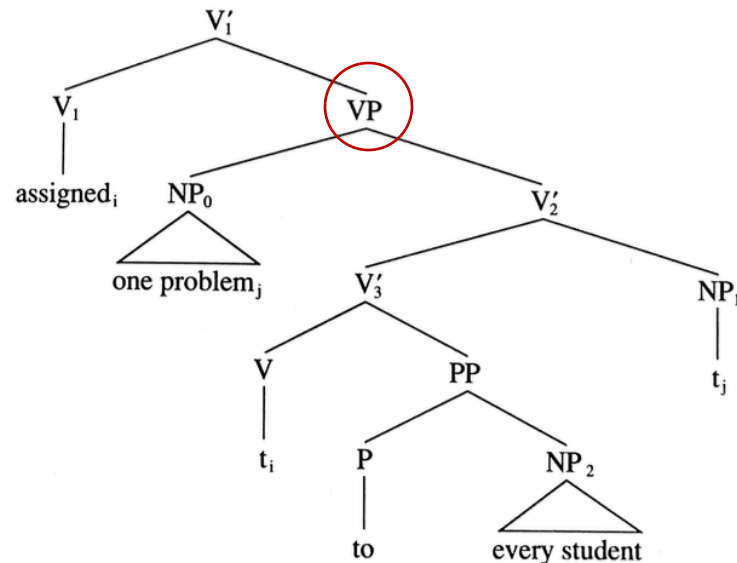 V′₁
V₁ VP
assignedᵢ NP₀ V′₂
one problemⱼ V′₃ NP₁
V PP tⱼ
tᵢ P NP₂
to every student